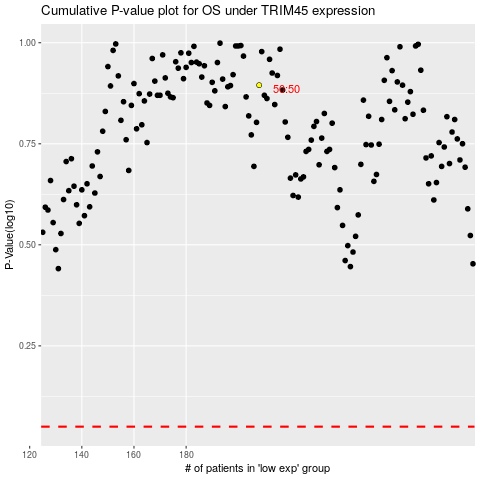 Cumulative P-value plot for OS under TRIM45 expression
P-Value(log10)
1.00
0.75
0.50
0.25
50:50
120 140 160 180
# of patients in 'low exp' group